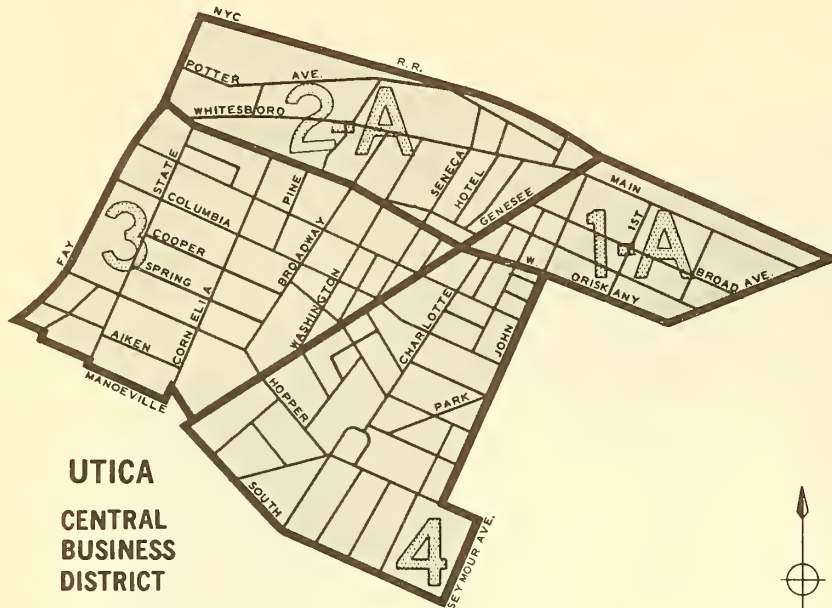 NYC
R.R.
POTTER AVE.
WHITESBORO
2-A
STATE
PINE
SENECA
HOTEL
GENESEE
MAIN
1ST
1-A
BROAD AVE.
W ORISKANY
COLUMBIA
BROADWAY
3
COOPER
FAY
SPRING
CORNELIA
WASHINGTON
CHARLOTTE
JOHN
AIKEN
MANOEVILLE
HOPPER
PARK
SOUTH
4
SEYMOUR AVE.
UTICA
CENTRAL
BUSINESS
DISTRICT